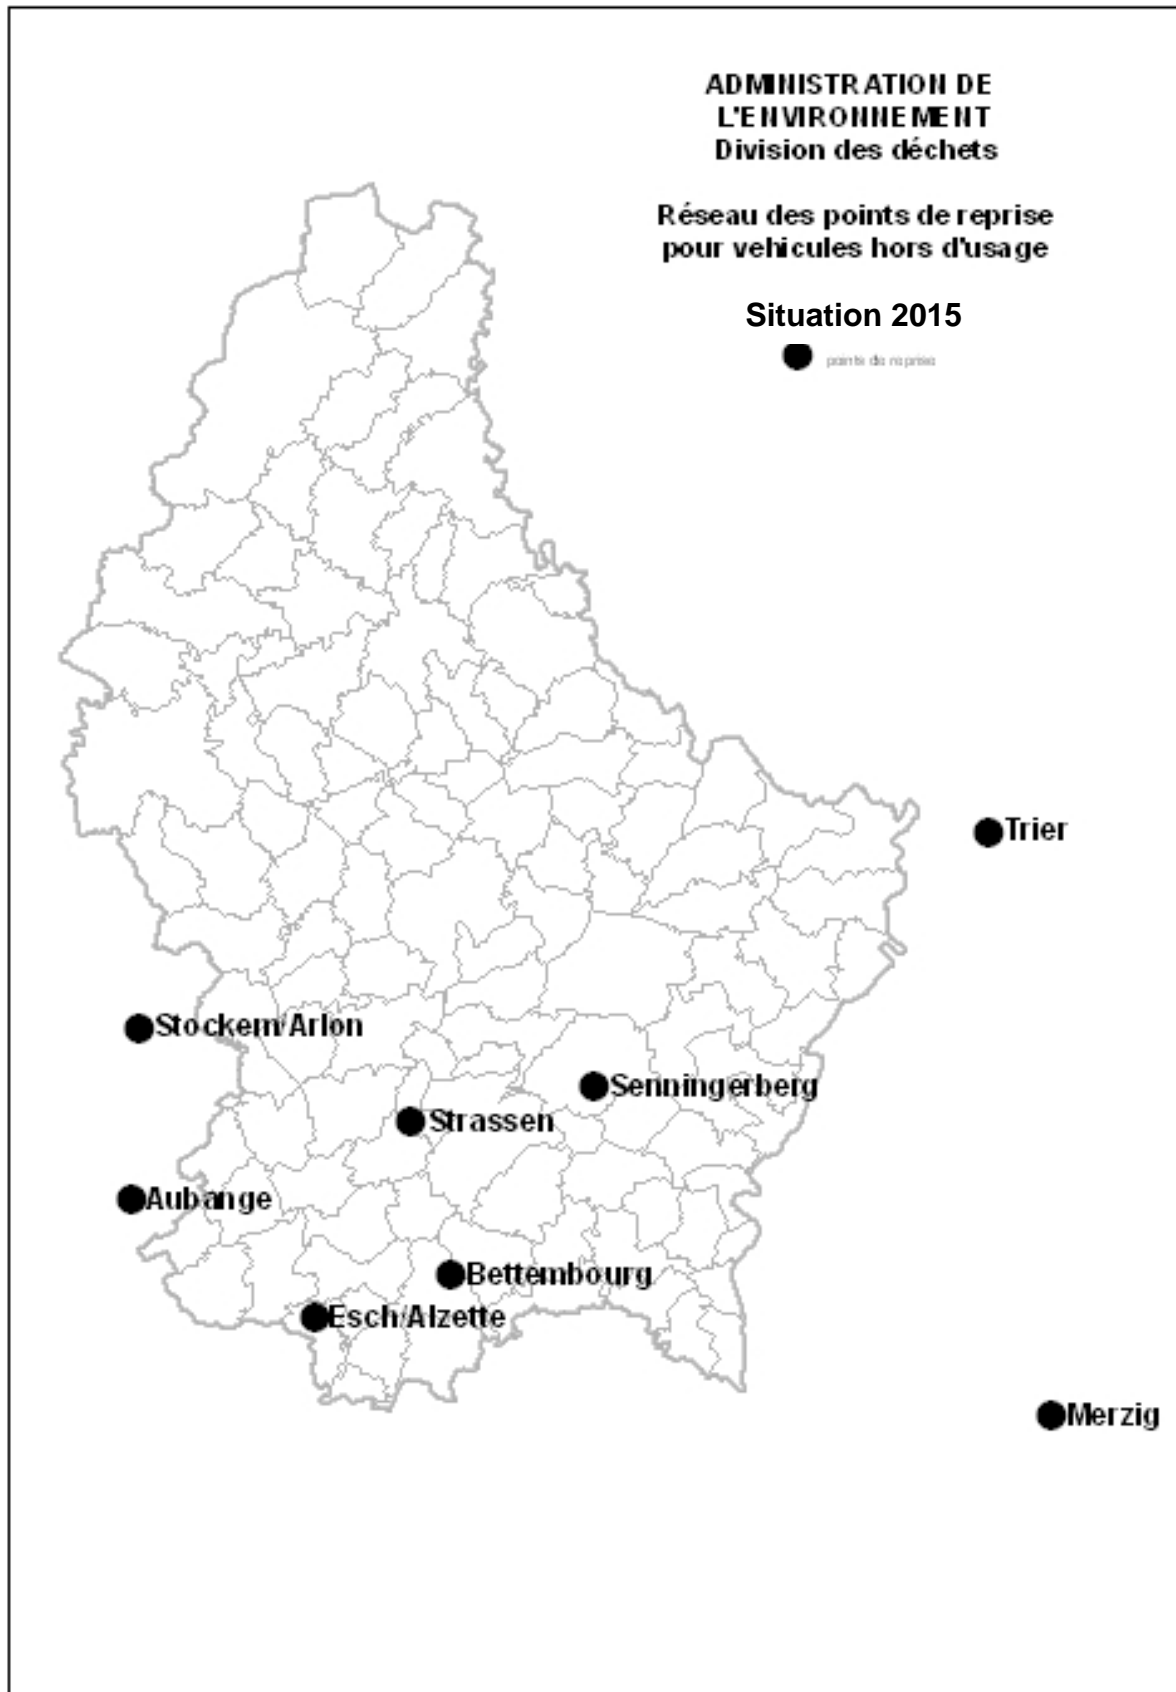 ADMINISTRATION DE
L'ENVIRONNEMENT
Division des déchets
Réseau des points de reprise
pour vehicules hors d'usage
Situation 2015
points de reprise
Trier
Stockem/Arlon
Senningerberg
Strassen
Aubange
Bettembourg
Esch/Alzette
Merzig